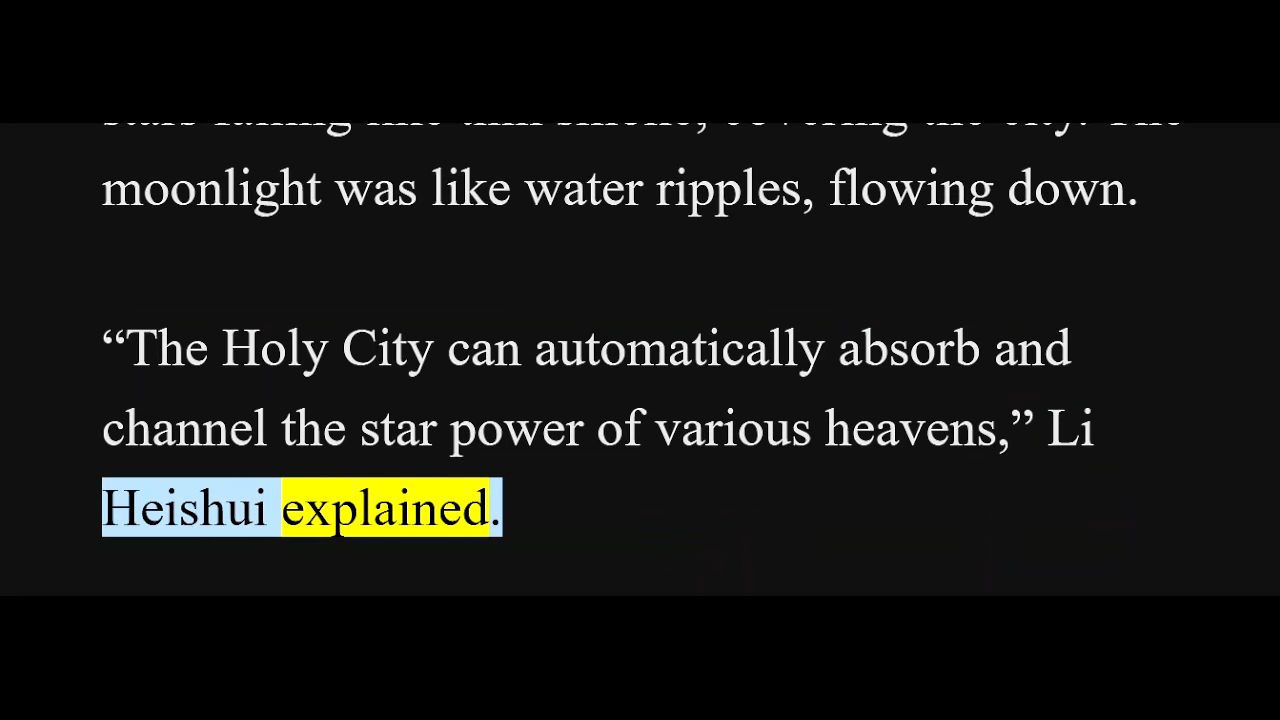 moonlight was like water ripples, flowing down.
“The Holy City can automatically absorb and
channel the star power of various heavens,” Li
Heishui explained.